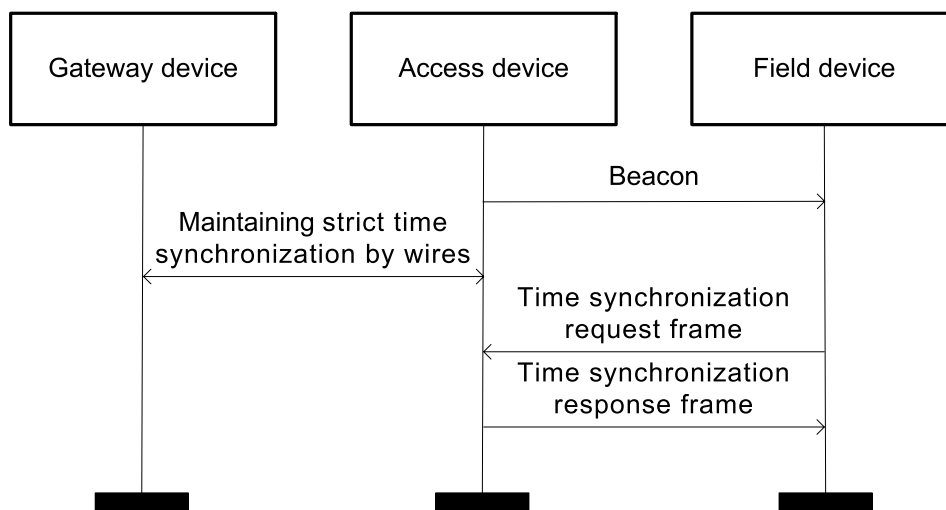 Gateway device
Access device
Field device
Beacon
Maintaining strict time
synchronization by wires
Time synchronization
request frame
Time synchronization
response frame